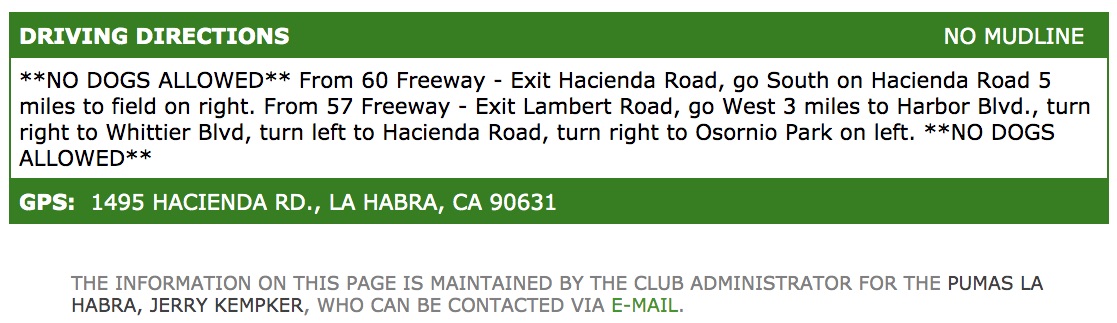 DRIVING DIRECTIONS NO MUDLINE
**NO DOGS ALLOWED** From 60 Freeway - Exit Hacienda Road, go South on Hacienda Road 5
miles to field on right. From 57 Freeway - Exit Lambert Road, go West 3 miles to Harbor Blvd., turn
right to Whittier Blvd, turn left to Hacienda Road, turn right to Osornio Park on left. **NO DOGS
ALLOWED**
GPS: 1495 HACIENDA RD., LA HABRA, CA 90631
THE INFORMATION ON THIS PAGE IS MAINTAINED BY THE CLUB ADMINISTRATOR FOR THE PUMAS LA
HABRA, JERRY KEMPKER, WHO CAN BE CONTACTED VIA E-MAIL.